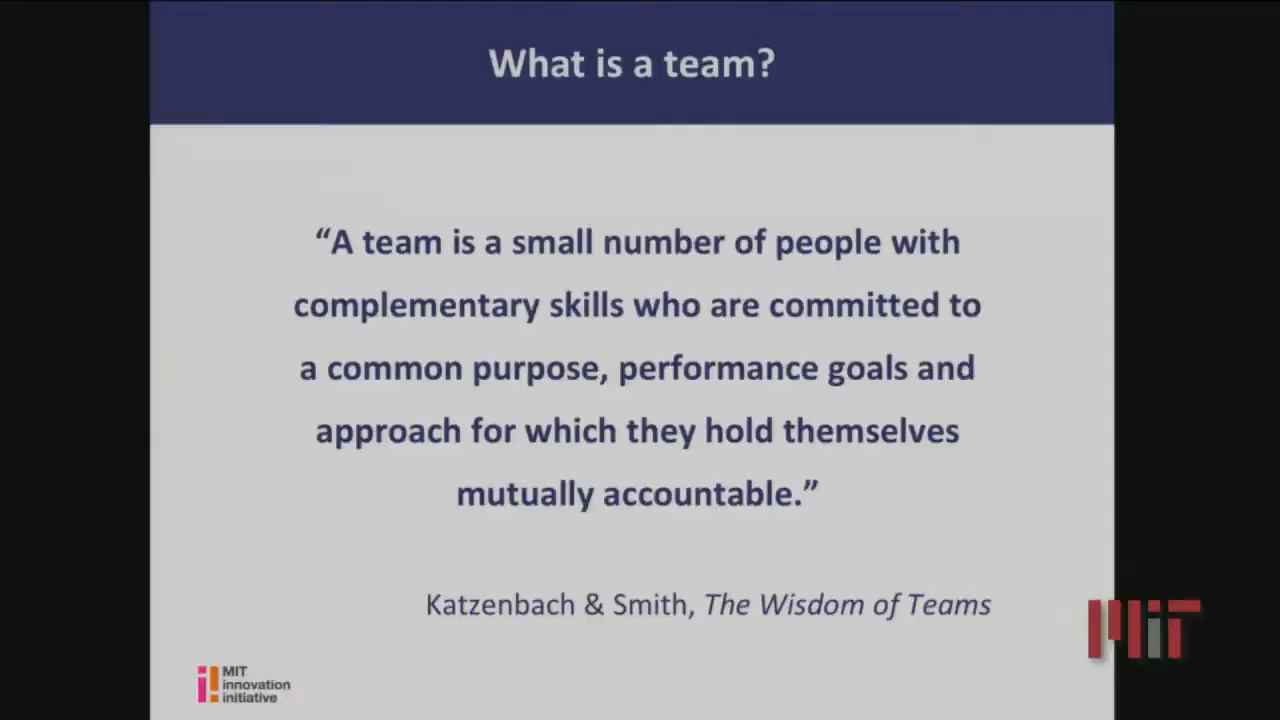 What is a team?
“A team is a small number of people with
complementary skills who are committed to
a common purpose, performance goals and
approach for which they hold themselves
mutually accountable.”
Katzenbach & Smith, The Wisdom of Teams
MIT
innovation
initiative
MIT